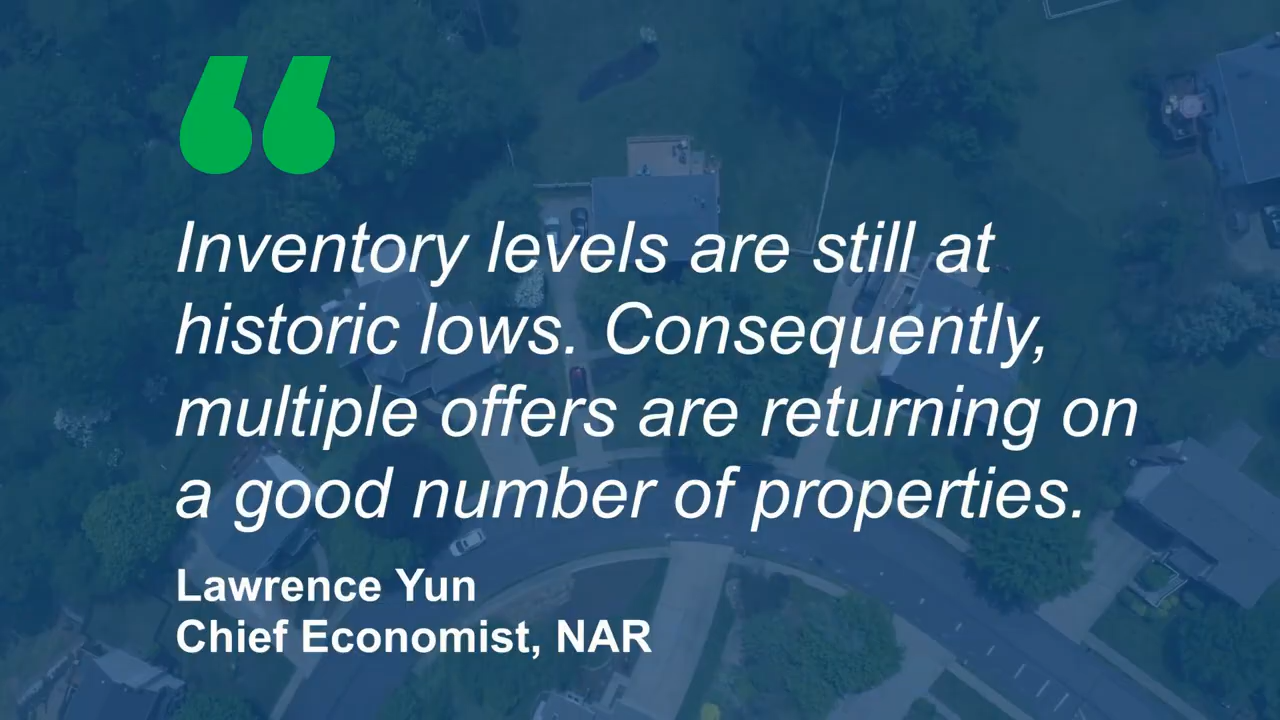 “
Inventory levels are still at
historic lows. Consequently,
multiple offers are returning on
a good number of properties.
Lawrence Yun
Chief Economist, NAR